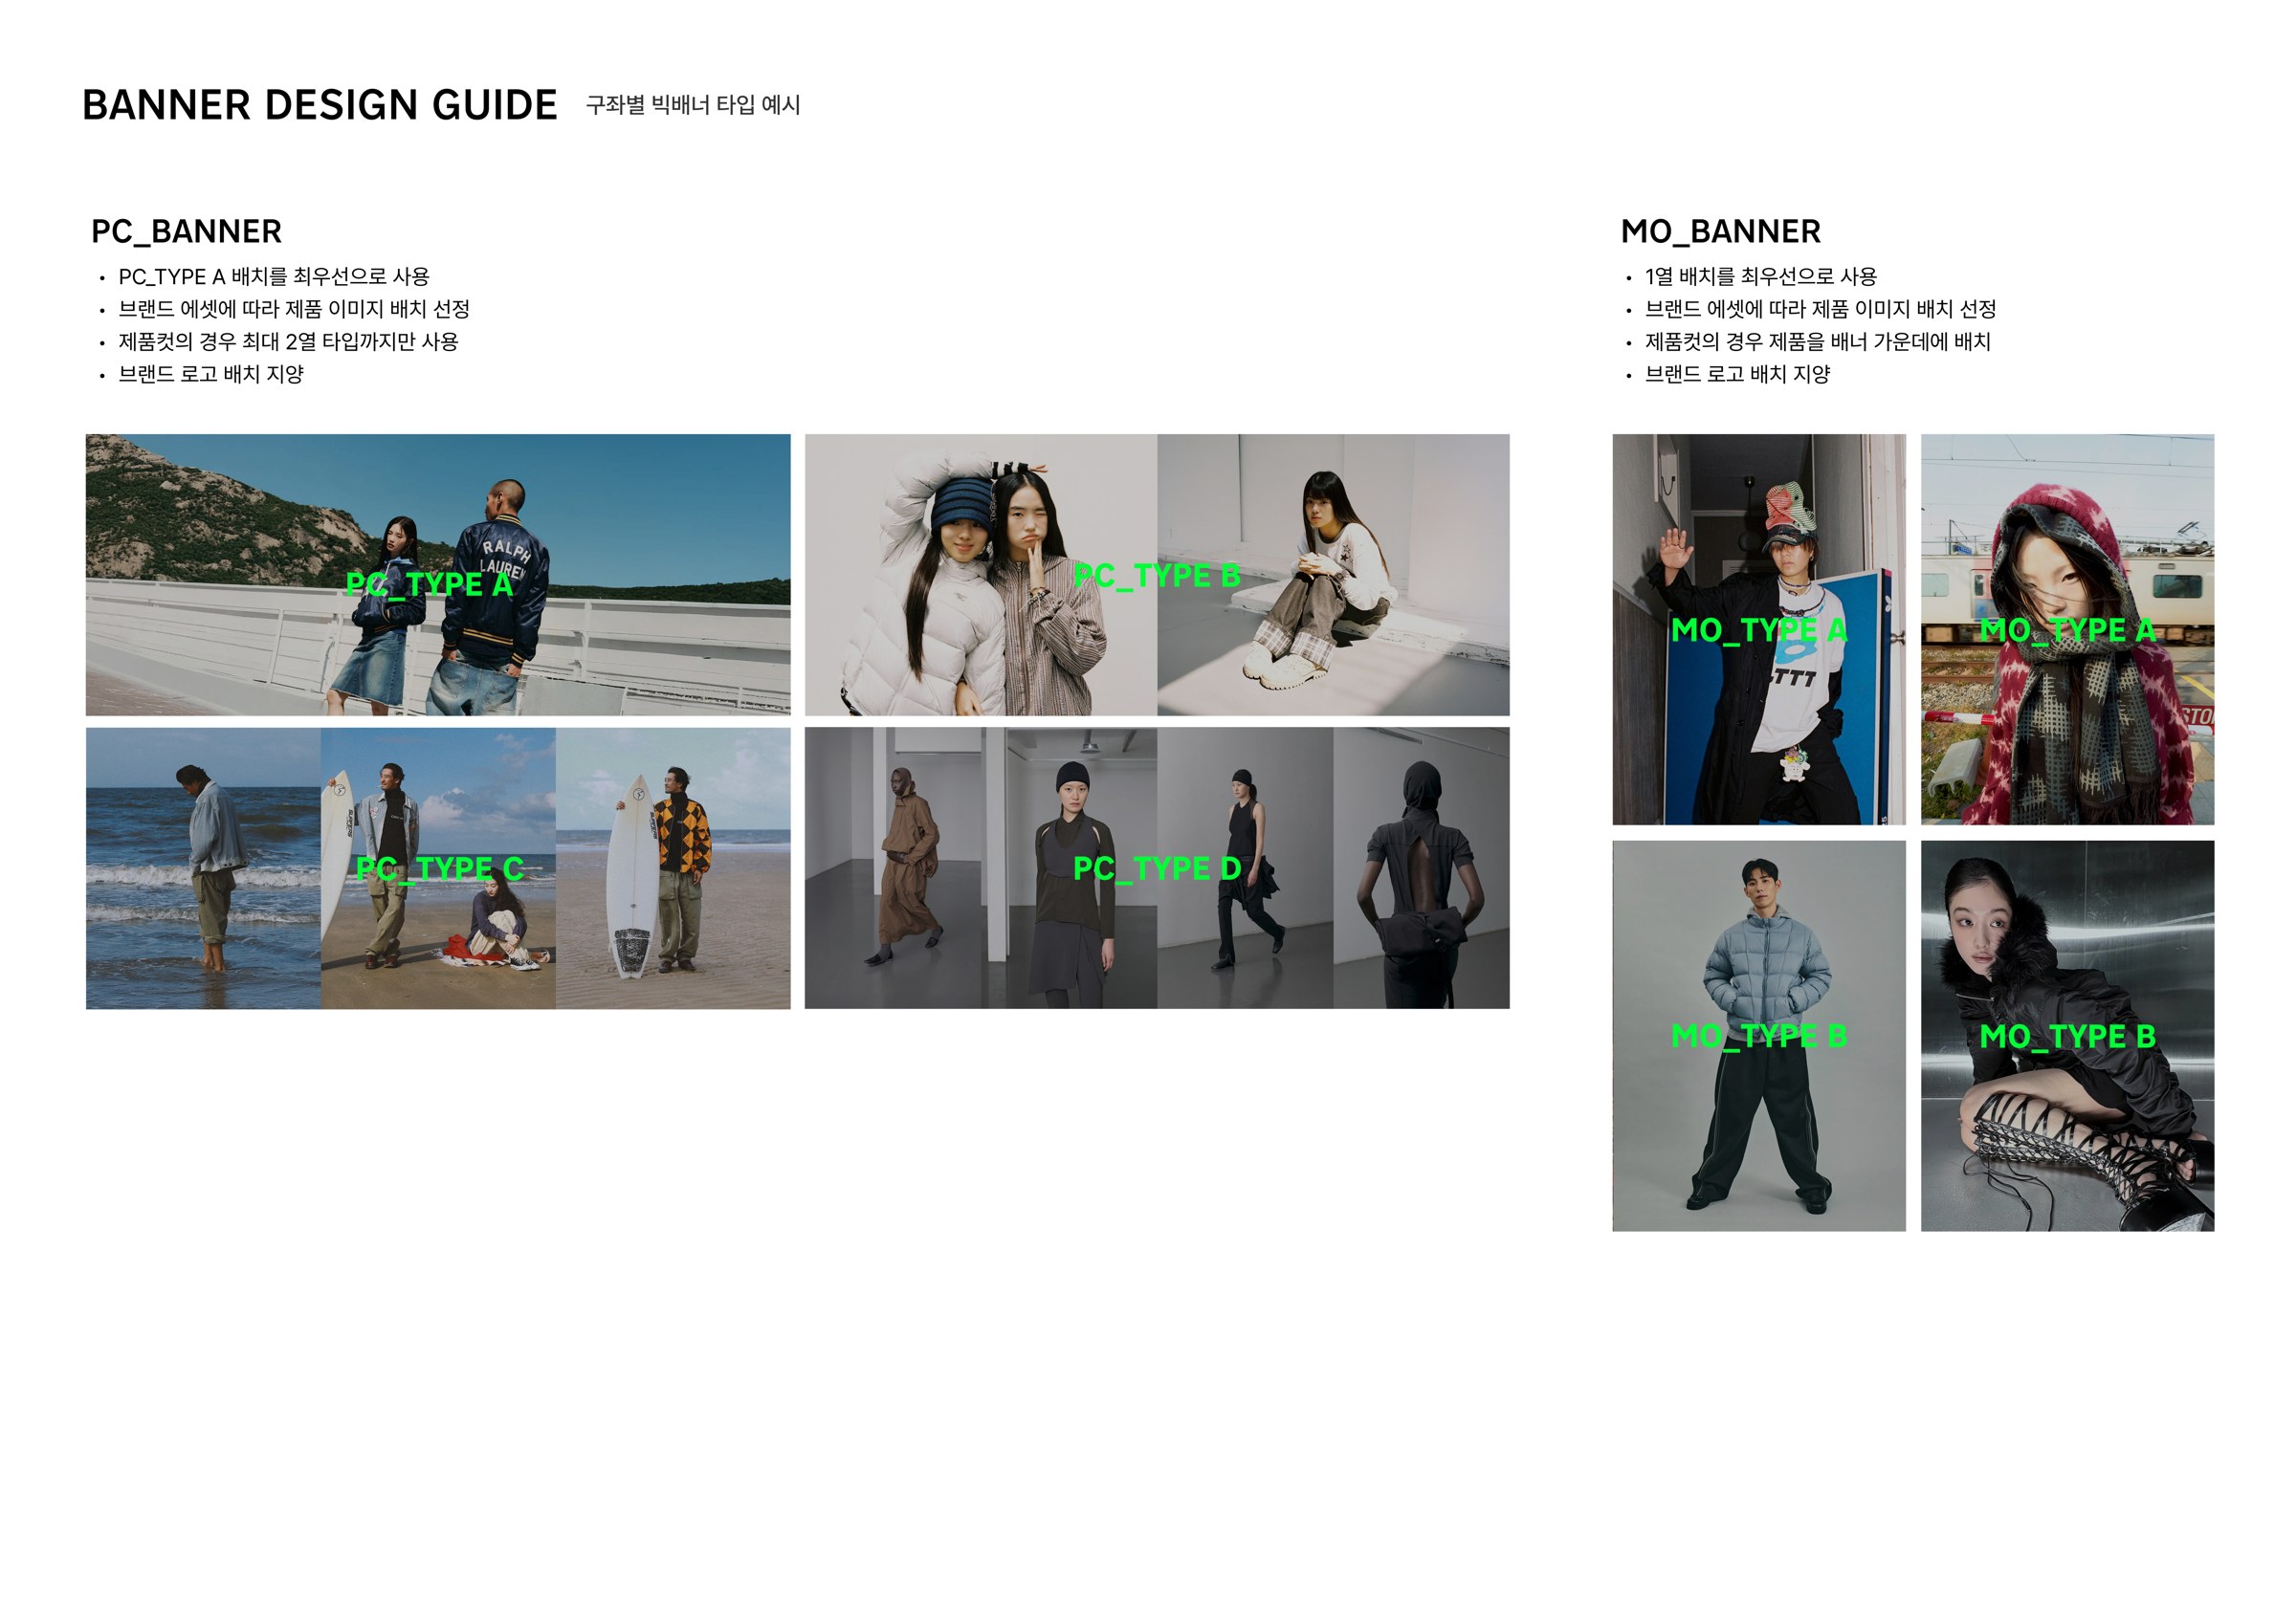 BANNER DESIGN GUIDE 구좌별 빅배너 타입 예시
PC_BANNER
• PC_TYPE A 배치를 최우선으로 사용
• 브랜드 에셋에 따라 제품 이미지 배치 선정
• 제품컷의 경우 최대 2열 타입까지만 사용
• 브랜드 로고 배치 지양
MO_BANNER
• 1열 배치를 최우선으로 사용
• 브랜드 에셋에 따라 제품 이미지 배치 선정
• 제품컷의 경우 제품을 배너 가운데에 배치
• 브랜드 로고 배치 지양
RALPH
LAUREN
PC_TYPE A
PC_TYPE B
PC_TYPE C
PC_TYPE D
MO_TYPE A
TTT
MO_TYPE A
STO
MO_TYPE B
MO_TYPE B